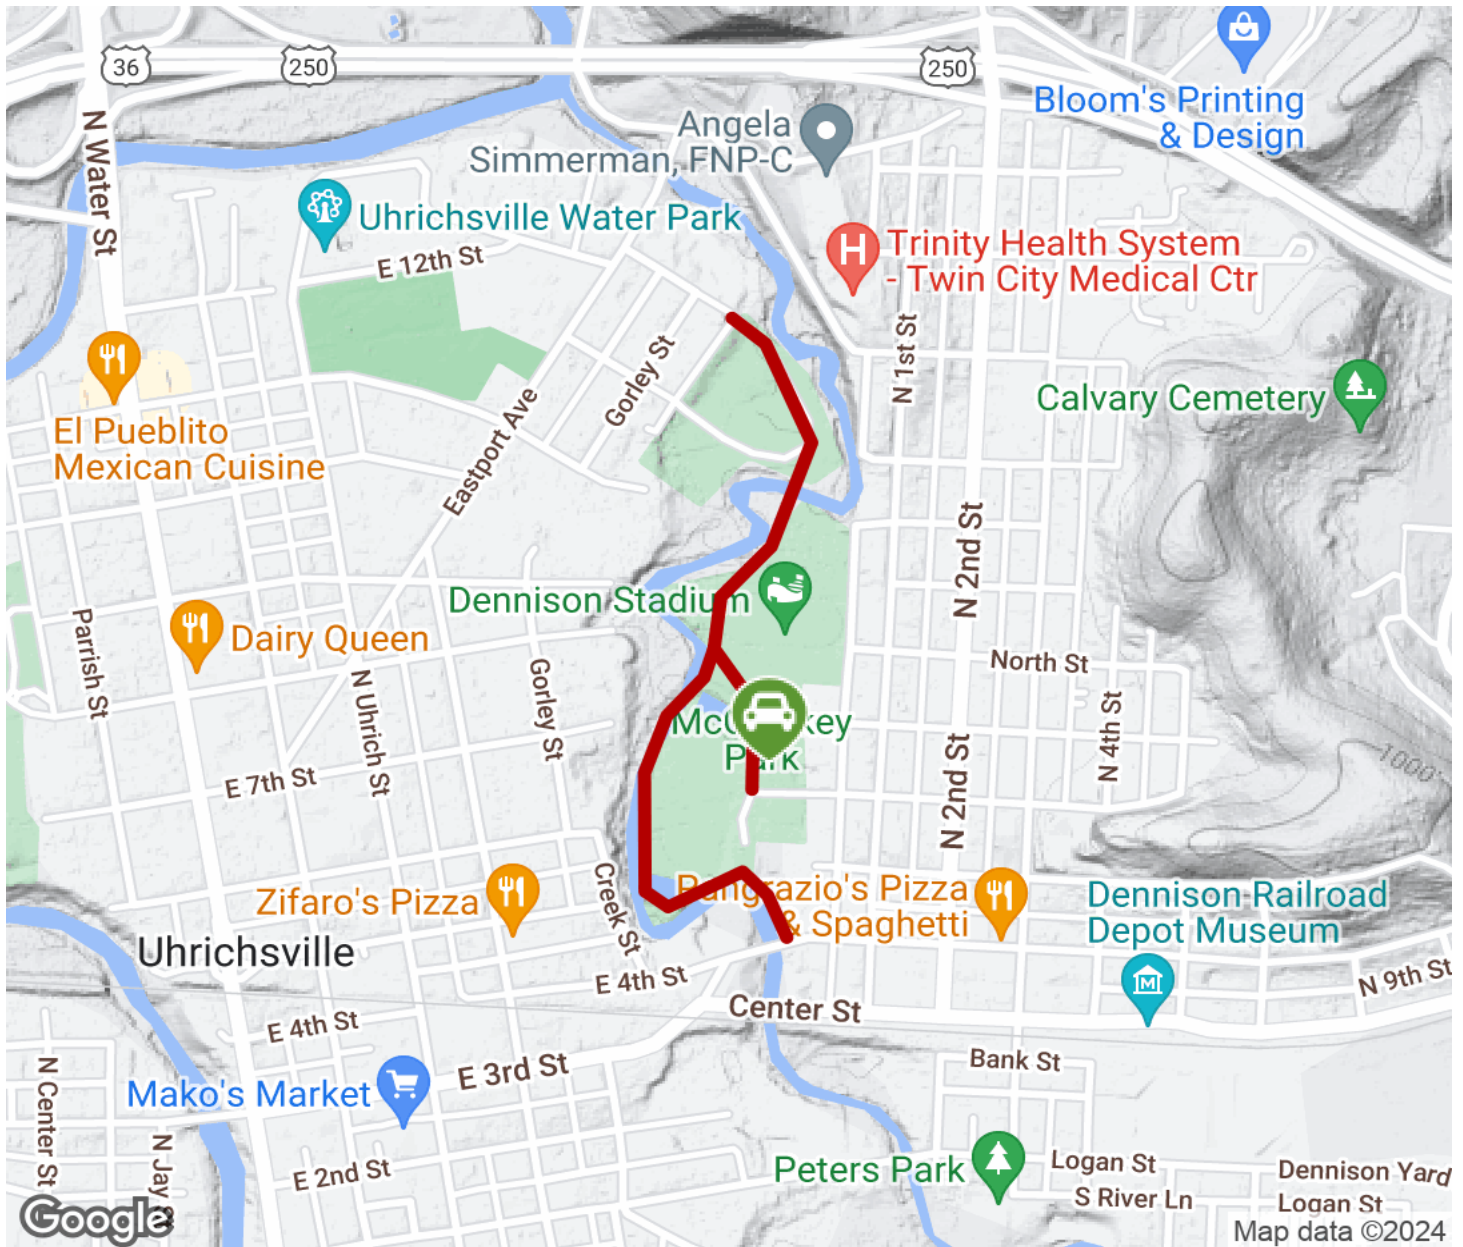 36
250
250
Bloom's Printing
& Design
N Water St
Angela
Simmerman, FNP-C
Uhrichsville Water Park
E 12th St
H
Trinity Health System
- Twin City Medical Ctr
N 1st St
Gorley St
Calvary Cemetery
El Pueblito
Mexican Cuisine
Eastport Ave
N 2nd St
Dennison Stadium
Parrish St
Dairy Queen
North St
Gorley St
N Uhrich St
N 4th St
Park
E 7th St
N 2nd St
1000'
Zifaro's Pizza
Creek St
Pizza
& Spaghetti
Dennison Railroad
Depot Museum
M
Uhrichsville
E 4th St
N 9th St
Center St
E 4th St
Bank St
E 3rd St
N Center St
Mako's Market
N Jay St
E 2nd St
Peters Park
Logan St
Dennison Yard
S River Ln
Logan St
Google
Map data ©2024